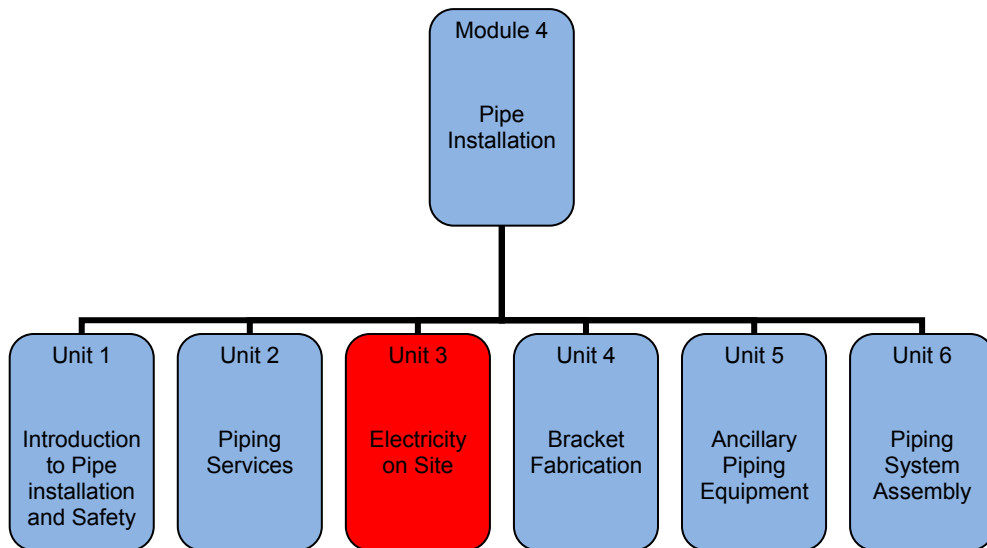 Module 4
Pipe
Installation
Unit 1
Introduction
to Pipe
installation
and Safety
Unit 2
Piping
Services
Unit 3
Electricity
on Site
Unit 4
Bracket
Fabrication
Unit 5
Ancillary
Piping
Equipment
Unit 6
Piping
System
Assembly